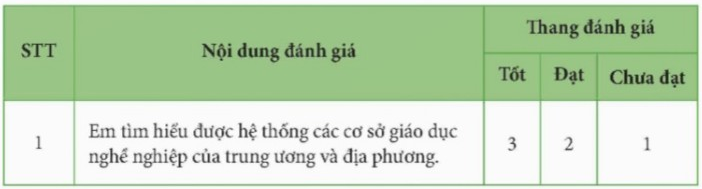 STT
Nội dung đánh giá
Thang đánh giá
Tốt
Đạt
Chưa đạt
1
Em tìm hiểu được hệ thống các cơ sở giáo dục
nghề nghiệp của trung ương và địa phương.
3
2
1